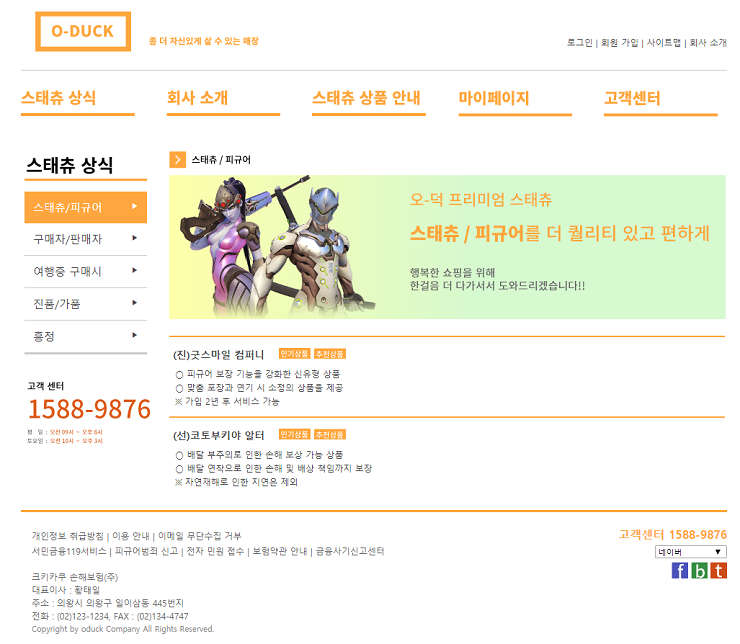 O-DUCK
좀 더 자신있게 살 수 있는 매장
로그인 | 회원 가입 | 사이트맵 | 회사 소개
스태츄 상식
회사 소개
스태츄 상품 안내
마이페이지
고객센터
스태츄 상식
스태츄/피규어
구매자/판매자
여행중 구매시
진품/가품
흥정
고객 센터
1588-9876
평 일 : 오전 09시 ~ 오후 6시
토요일 : 오전 10시 ~ 오후 3시
스태츄 / 피규어
오-덕 프리미엄 스태츄
스태츄 / 피규어를 더 퀄리티 있고 편하게
행복한 쇼핑을 위해
한걸음 더 다가서서 도와드리겠습니다!!
(진)굿스마일 컴퍼니 인기상품 추천상품
○ 피규어 보장 기능을 강화한 신유형 상품
○ 맞춤 포장과 연기 시 소정의 상품을 제공
※ 가입 2년 후 서비스 가능
(선)코토부키야 알터 인기상품 추천상품
○ 배달 부주의로 인한 손해 보상 가능 상품
○ 배달 연착으로 인한 손해 및 배상 책임까지 보장
※ 자연재해로 인한 지연은 제외
개인정보 취급방침 | 이용 안내 | 이메일 무단수집 거부
서민금융119서비스 | 피규어범죄 신고 | 전자 민원 접수 | 보험약관 안내 | 금융사기신고센터
크키카쿠 손해보험(주)
대표이사 : 황태일
주소 : 의왕시 의왕구 일이삼동 445번지
전화 : (02)123-1234, FAX : (02)134-4747
Copyright by oduck Company All Rights Reserved.
고객센터 1588-9876
네이버
f b t